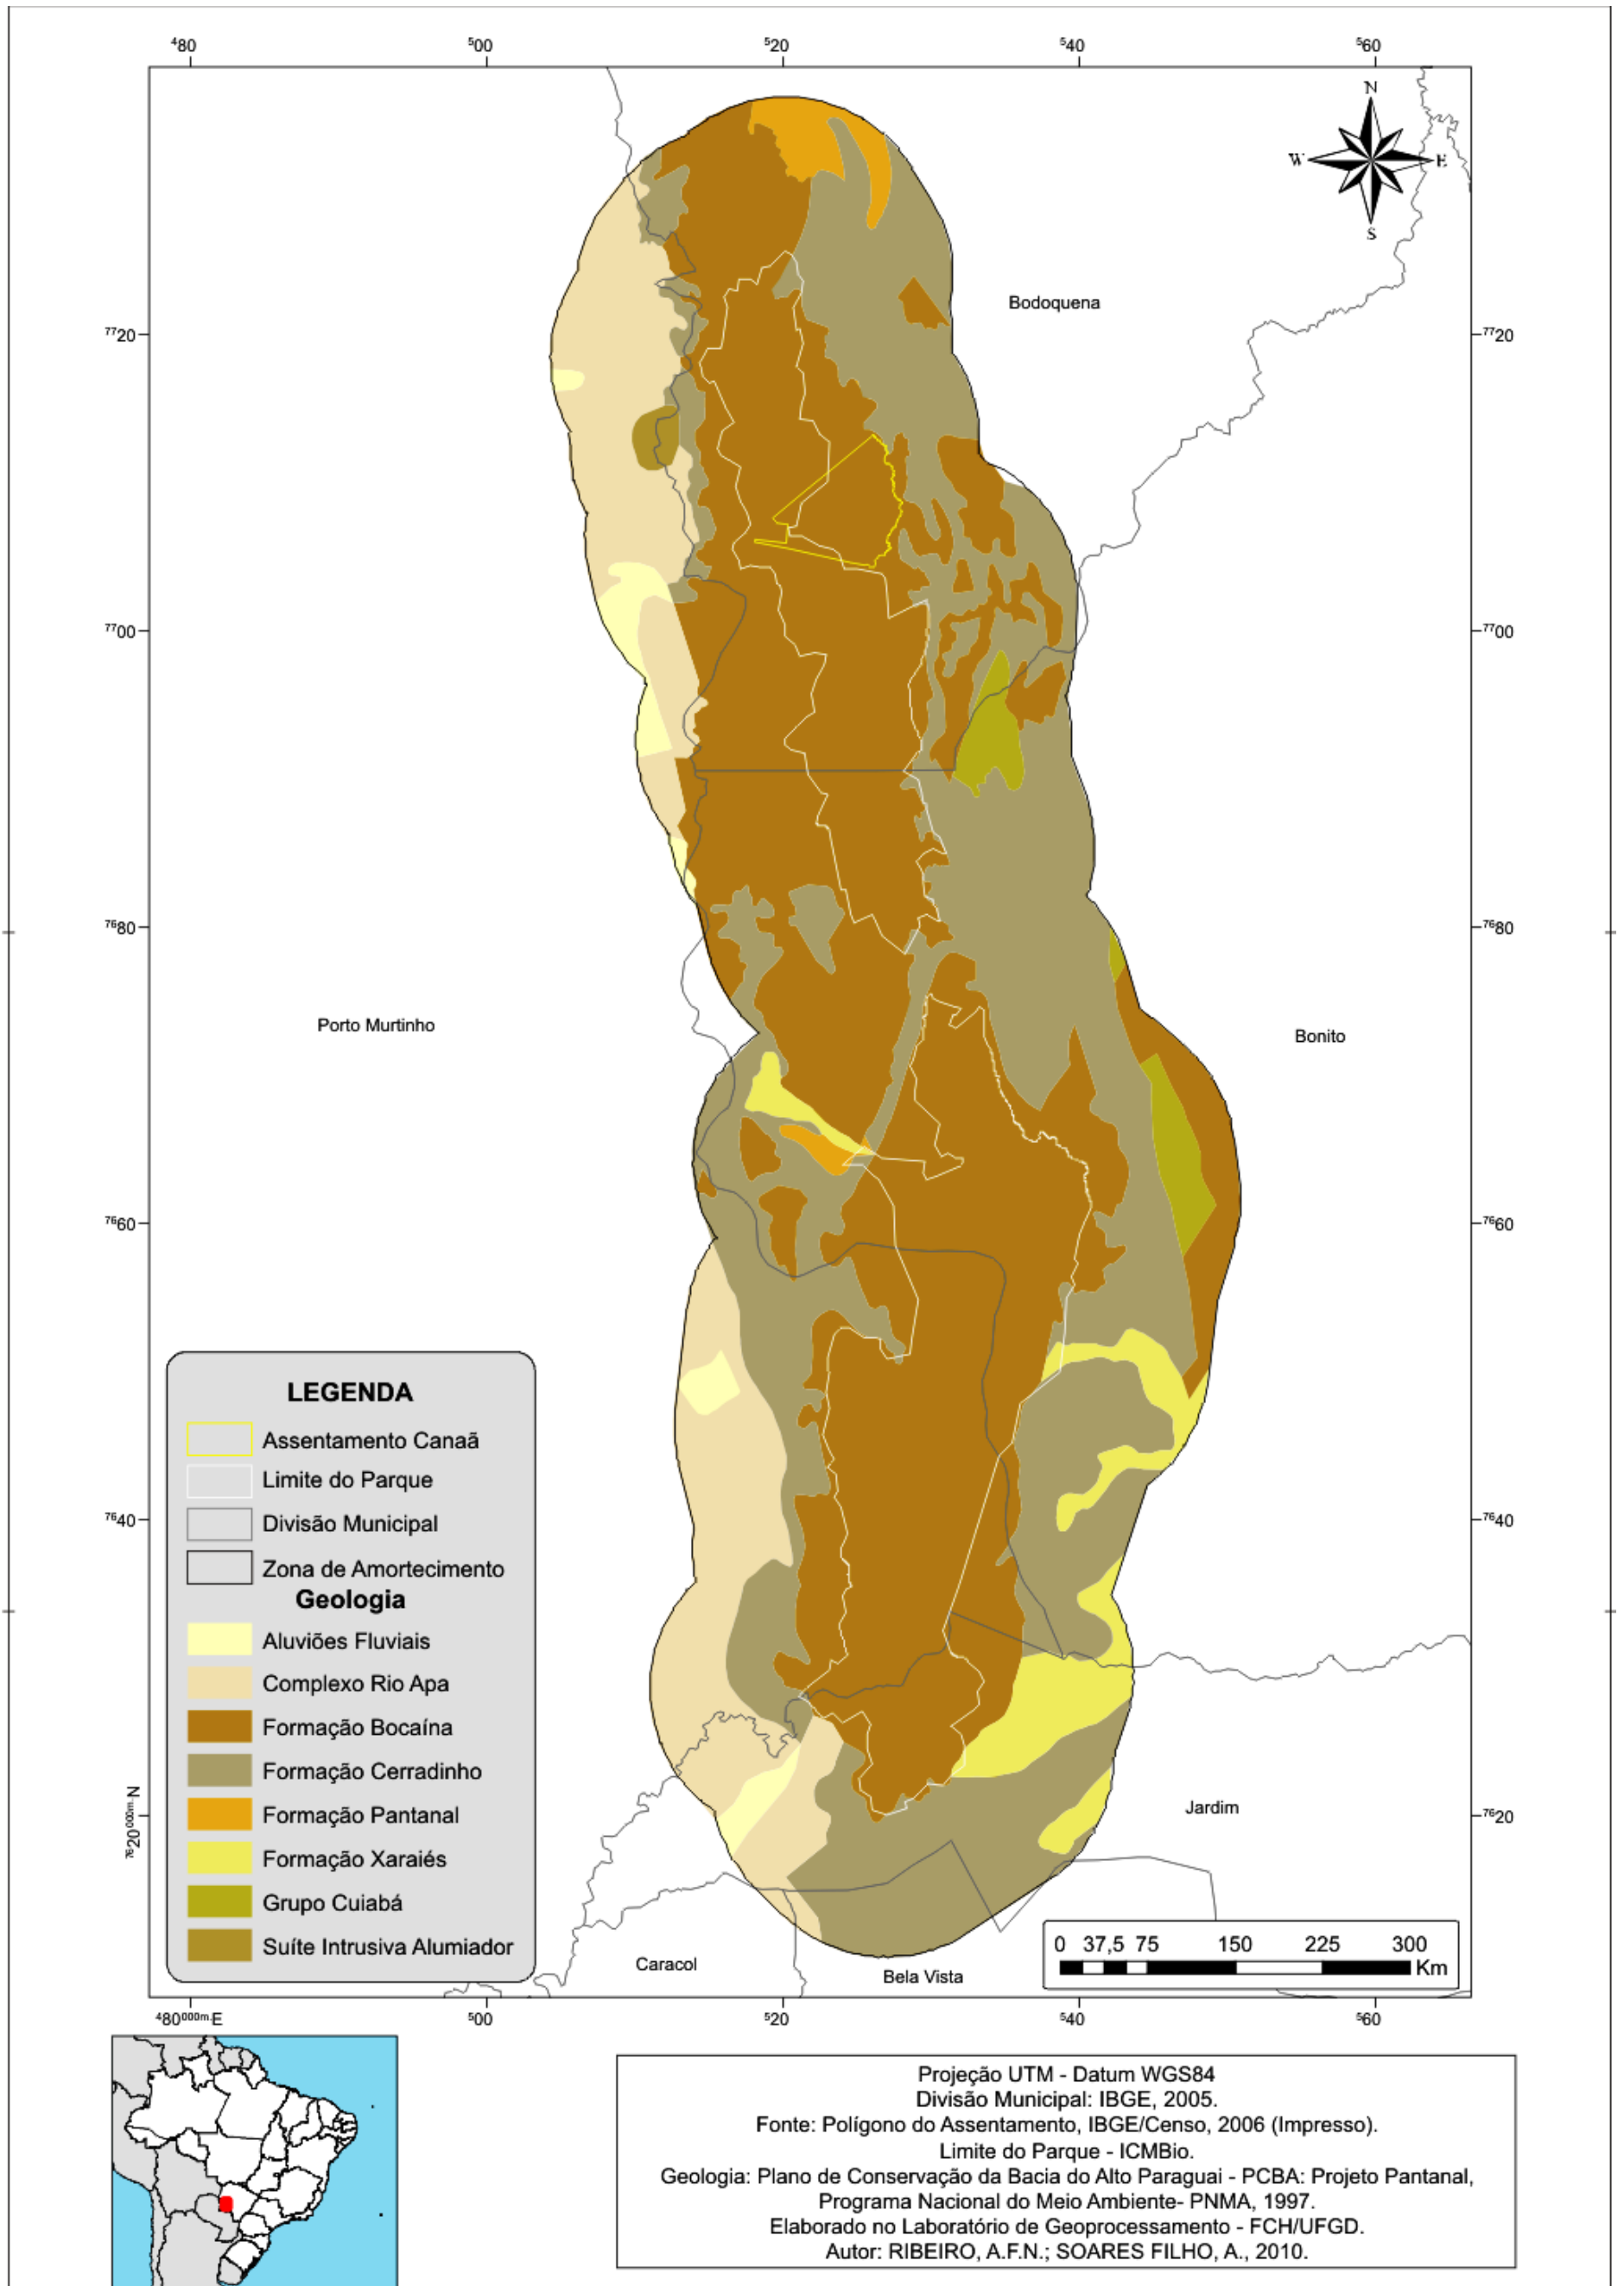 480 500 520 540 560
N
W E
S
Bodoquena
7720 7720
7700 7700
7680 7680
Porto Murtinho
Bonito
7660 7660
LEGENDA
Assentamento Canaã
Limite do Parque
Divisão Municipal
Zona de Amortecimento
Geologia
Aluviões Fluviais
Complexo Rio Apa
Formação Bocaína
Formação Cerradinho
Formação Pantanal
Formação Xaraiés
Grupo Cuiabá
Suíte Intrusiva Alumiador
7640 7640
7620000m.N 7620
Jardim
Caracol
Bela Vista
0 37,5 75 150 225 300
Km
480000m.E 500 520 540 560
Projeção UTM - Datum WGS84
Divisão Municipal: IBGE, 2005.
Fonte: Polígono do Assentamento, IBGE/Censo, 2006 (Impresso).
Limite do Parque - ICMBio.
Geologia: Plano de Conservação da Bacia do Alto Paraguai - PCBA: Projeto Pantanal,
Programa Nacional do Meio Ambiente- PNMA, 1997.
Elaborado no Laboratório de Geoprocessamento - FCH/UFGD.
Autor: RIBEIRO, A.F.N.; SOARES FILHO, A., 2010.